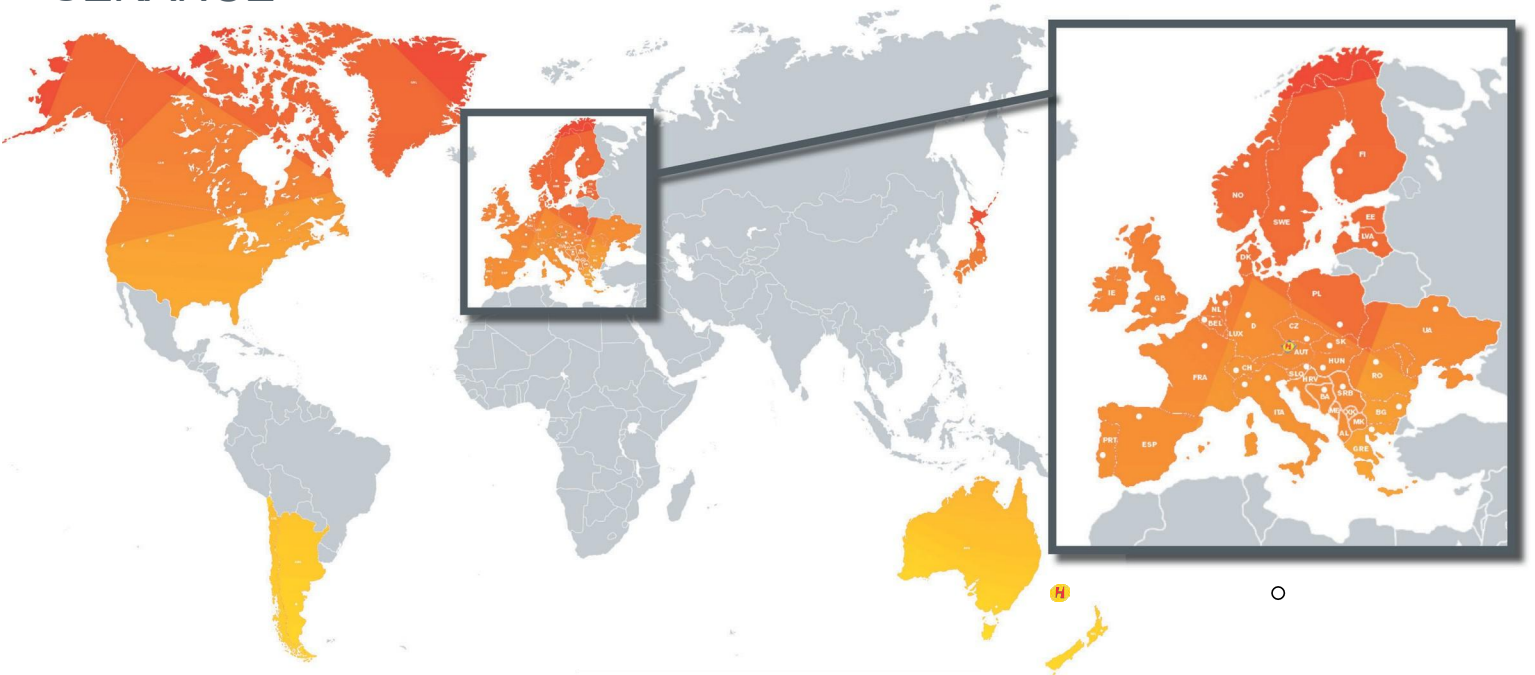 FI
NO
SWE
EE
LVA
DK
IE
GB
NL
BEL
LUX
D
PL
CZ
SK
UA
H
AUT
HUN
FRA
CH
SLO
HRV
RO
BA
SRB
ITA
ME
XK
BG
MK
PRT
ESP
AL
GRE
H